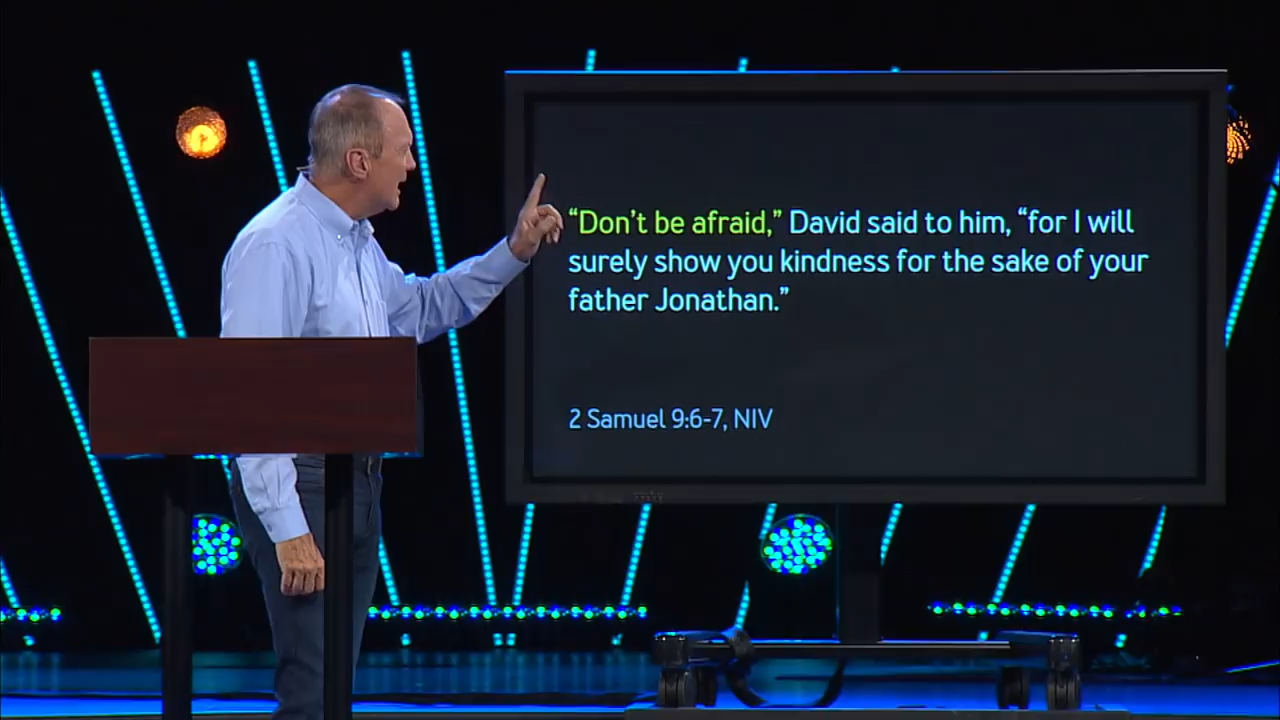 “Don’t be afraid,” David said to him, “for I will
surely show you kindness for the sake of your
father Jonathan.”
2 Samuel 9:6-7, NIV